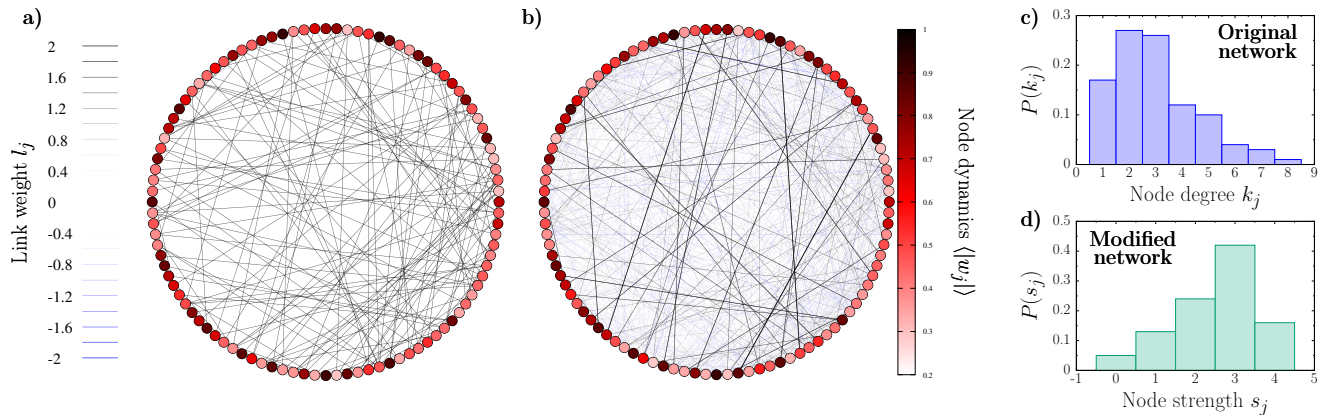 a)
2
1.6
1.2
0.8
0.4
0
-0.4
-0.8
-1.2
-1.6
-2
Link weight l_j
b)
1
0.9
0.8
0.7
0.6
0.5
0.4
0.3
0.2
Node dynamics ⟨|w_j|⟩
c)
Original
network
0.3
0.2
0.1
0
P(k_j)
0 1 2 3 4 5 6 7 8 9
Node degree k_j
d)
Modified
network
0.5
0.4
0.3
0.2
0.1
0
P(s_j)
-1 0 1 2 3 4 5
Node strength s_j